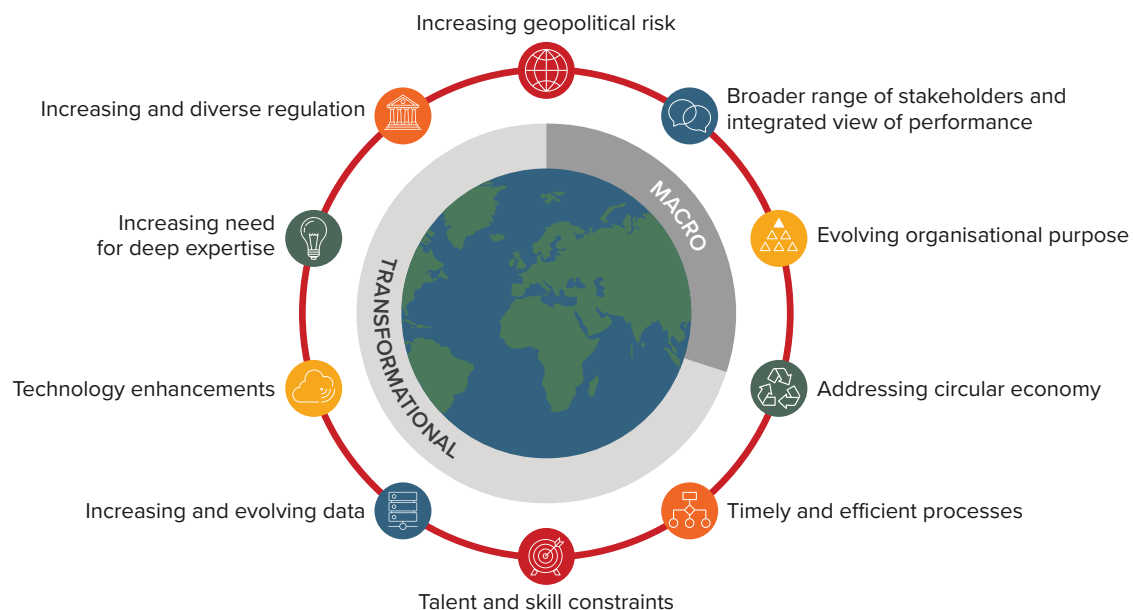 Increasing geopolitical risk
Broader range of stakeholders and
integrated view of performance
Evolving organisational purpose
Addressing circular economy
Timely and efficient processes
Talent and skill constraints
Increasing and evolving data
Technology enhancements
Increasing need
for deep expertise
Increasing and diverse regulation
MACRO
TRANSFORMATIONAL